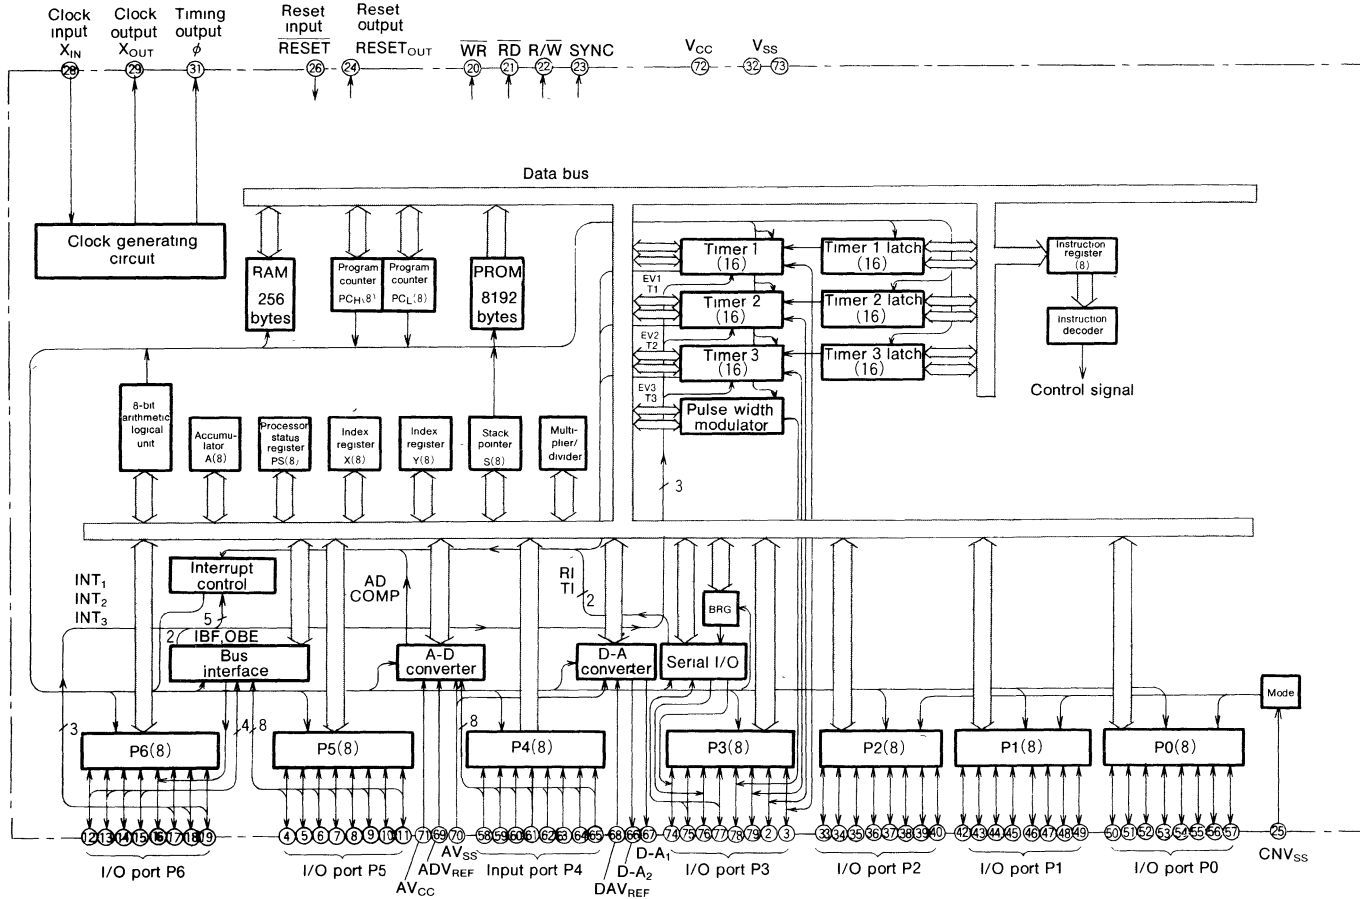 Clock input XIN
Clock output XOUT
Timing output φ
Reset input RESET
Reset output RESETOUT
WR
RD
R/W
SYNC
VCC
VSS
28
29
31
26
24
20
21
22
23
72
32
73
Data bus
Clock generating circuit
RAM
256
bytes
Program counter
PCH(8)
Program counter
PCL(8)
PROM
8192
bytes
Timer 1
(16)
Timer 1 latch
(16)
Instruction register
(8)
EV1
T1
Timer 2
(16)
Timer 2 latch
(16)
Instruction decoder
EV2
T2
Timer 3
(16)
Timer 3 latch
(16)
Control signal
EV3
T3
Pulse width modulator
8-bit arithmetic logical unit
Accumulator
A(8)
Processor status register
PS(8)
Index register
X(8)
Index register
Y(8)
Stack pointer
S(8)
Multiplier/divider
3
INT1
INT2
INT3
Interrupt control
5
2
IBF,OBE
Bus interface
AD COMP
A-D converter
RI
TI
2
D-A converter
BRG
Serial I/O
Mode
3
4
8
8
P6(8)
P5(8)
P4(8)
P3(8)
P2(8)
P1(8)
P0(8)
12 13 14 15 16 17 18 19
4 5 6 7 8 9 10 11
71 69 70
58 59 60 61 62 63 64 65
68 66 67
74 75 76 77 78 79 2 3
33 34 35 36 37 38 39 40
42 43 44 45 46 47 48 49
50 51 52 53 54 55 56 57
25
I/O port P6
I/O port P5
AVCC
ADVREF
AVSS
Input port P4
DAVREF
D-A2
D-A1
I/O port P3
I/O port P2
I/O port P1
I/O port P0
CNVSS